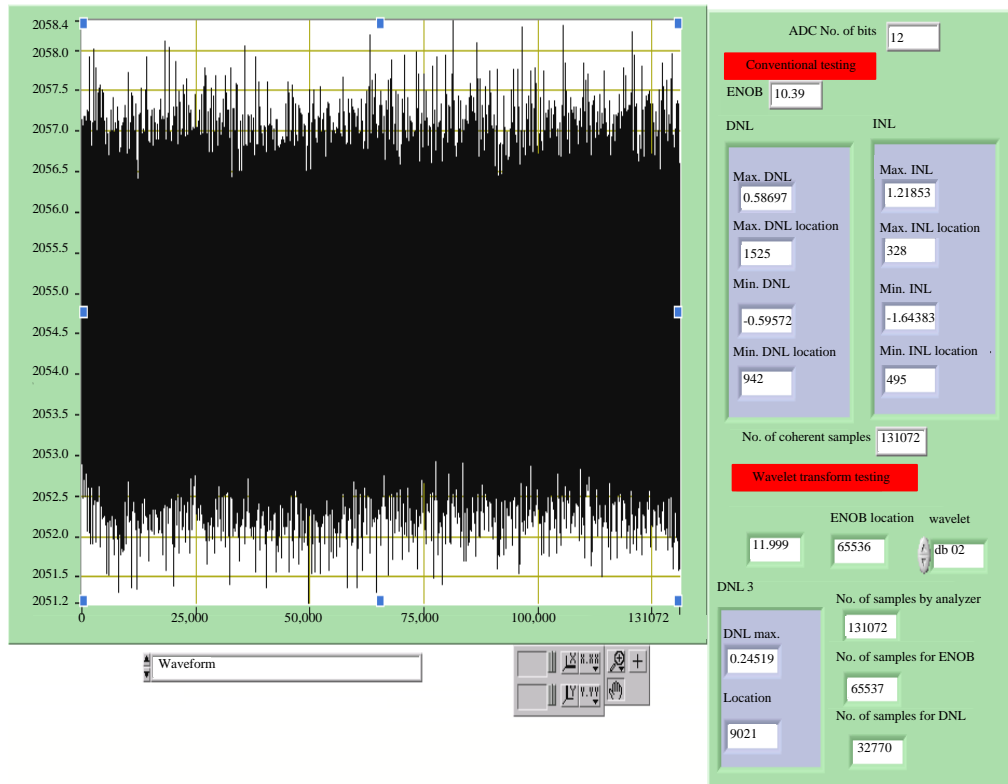 2058.4
2058.0
2057.5
2057.0
2056.5
2056.0
2055.5
2055.0
2054.5
2054.0
2053.5
2053.0
2052.5
2052.0
2051.5
2051.2
0
25,000
50,000
75,000
100,000
131072
Waveform
X
X.XX
Y
Y.YY
ADC No. of bits
12
Conventional testing
ENOB
10.39
DNL
Max. DNL
0.58697
Max. DNL location
1525
Min. DNL
-0.59572
Min. DNL location
942
INL
Max. INL
1.21853
Max. INL location
328
Min. INL
-1.64383
Min. INL location
495
No. of coherent samples
131072
Wavelet transform testing
11.999
ENOB location
65536
wavelet
db 02
DNL 3
DNL max.
0.24519
Location
9021
No. of samples by analyzer
131072
No. of samples for ENOB
65537
No. of samples for DNL
32770